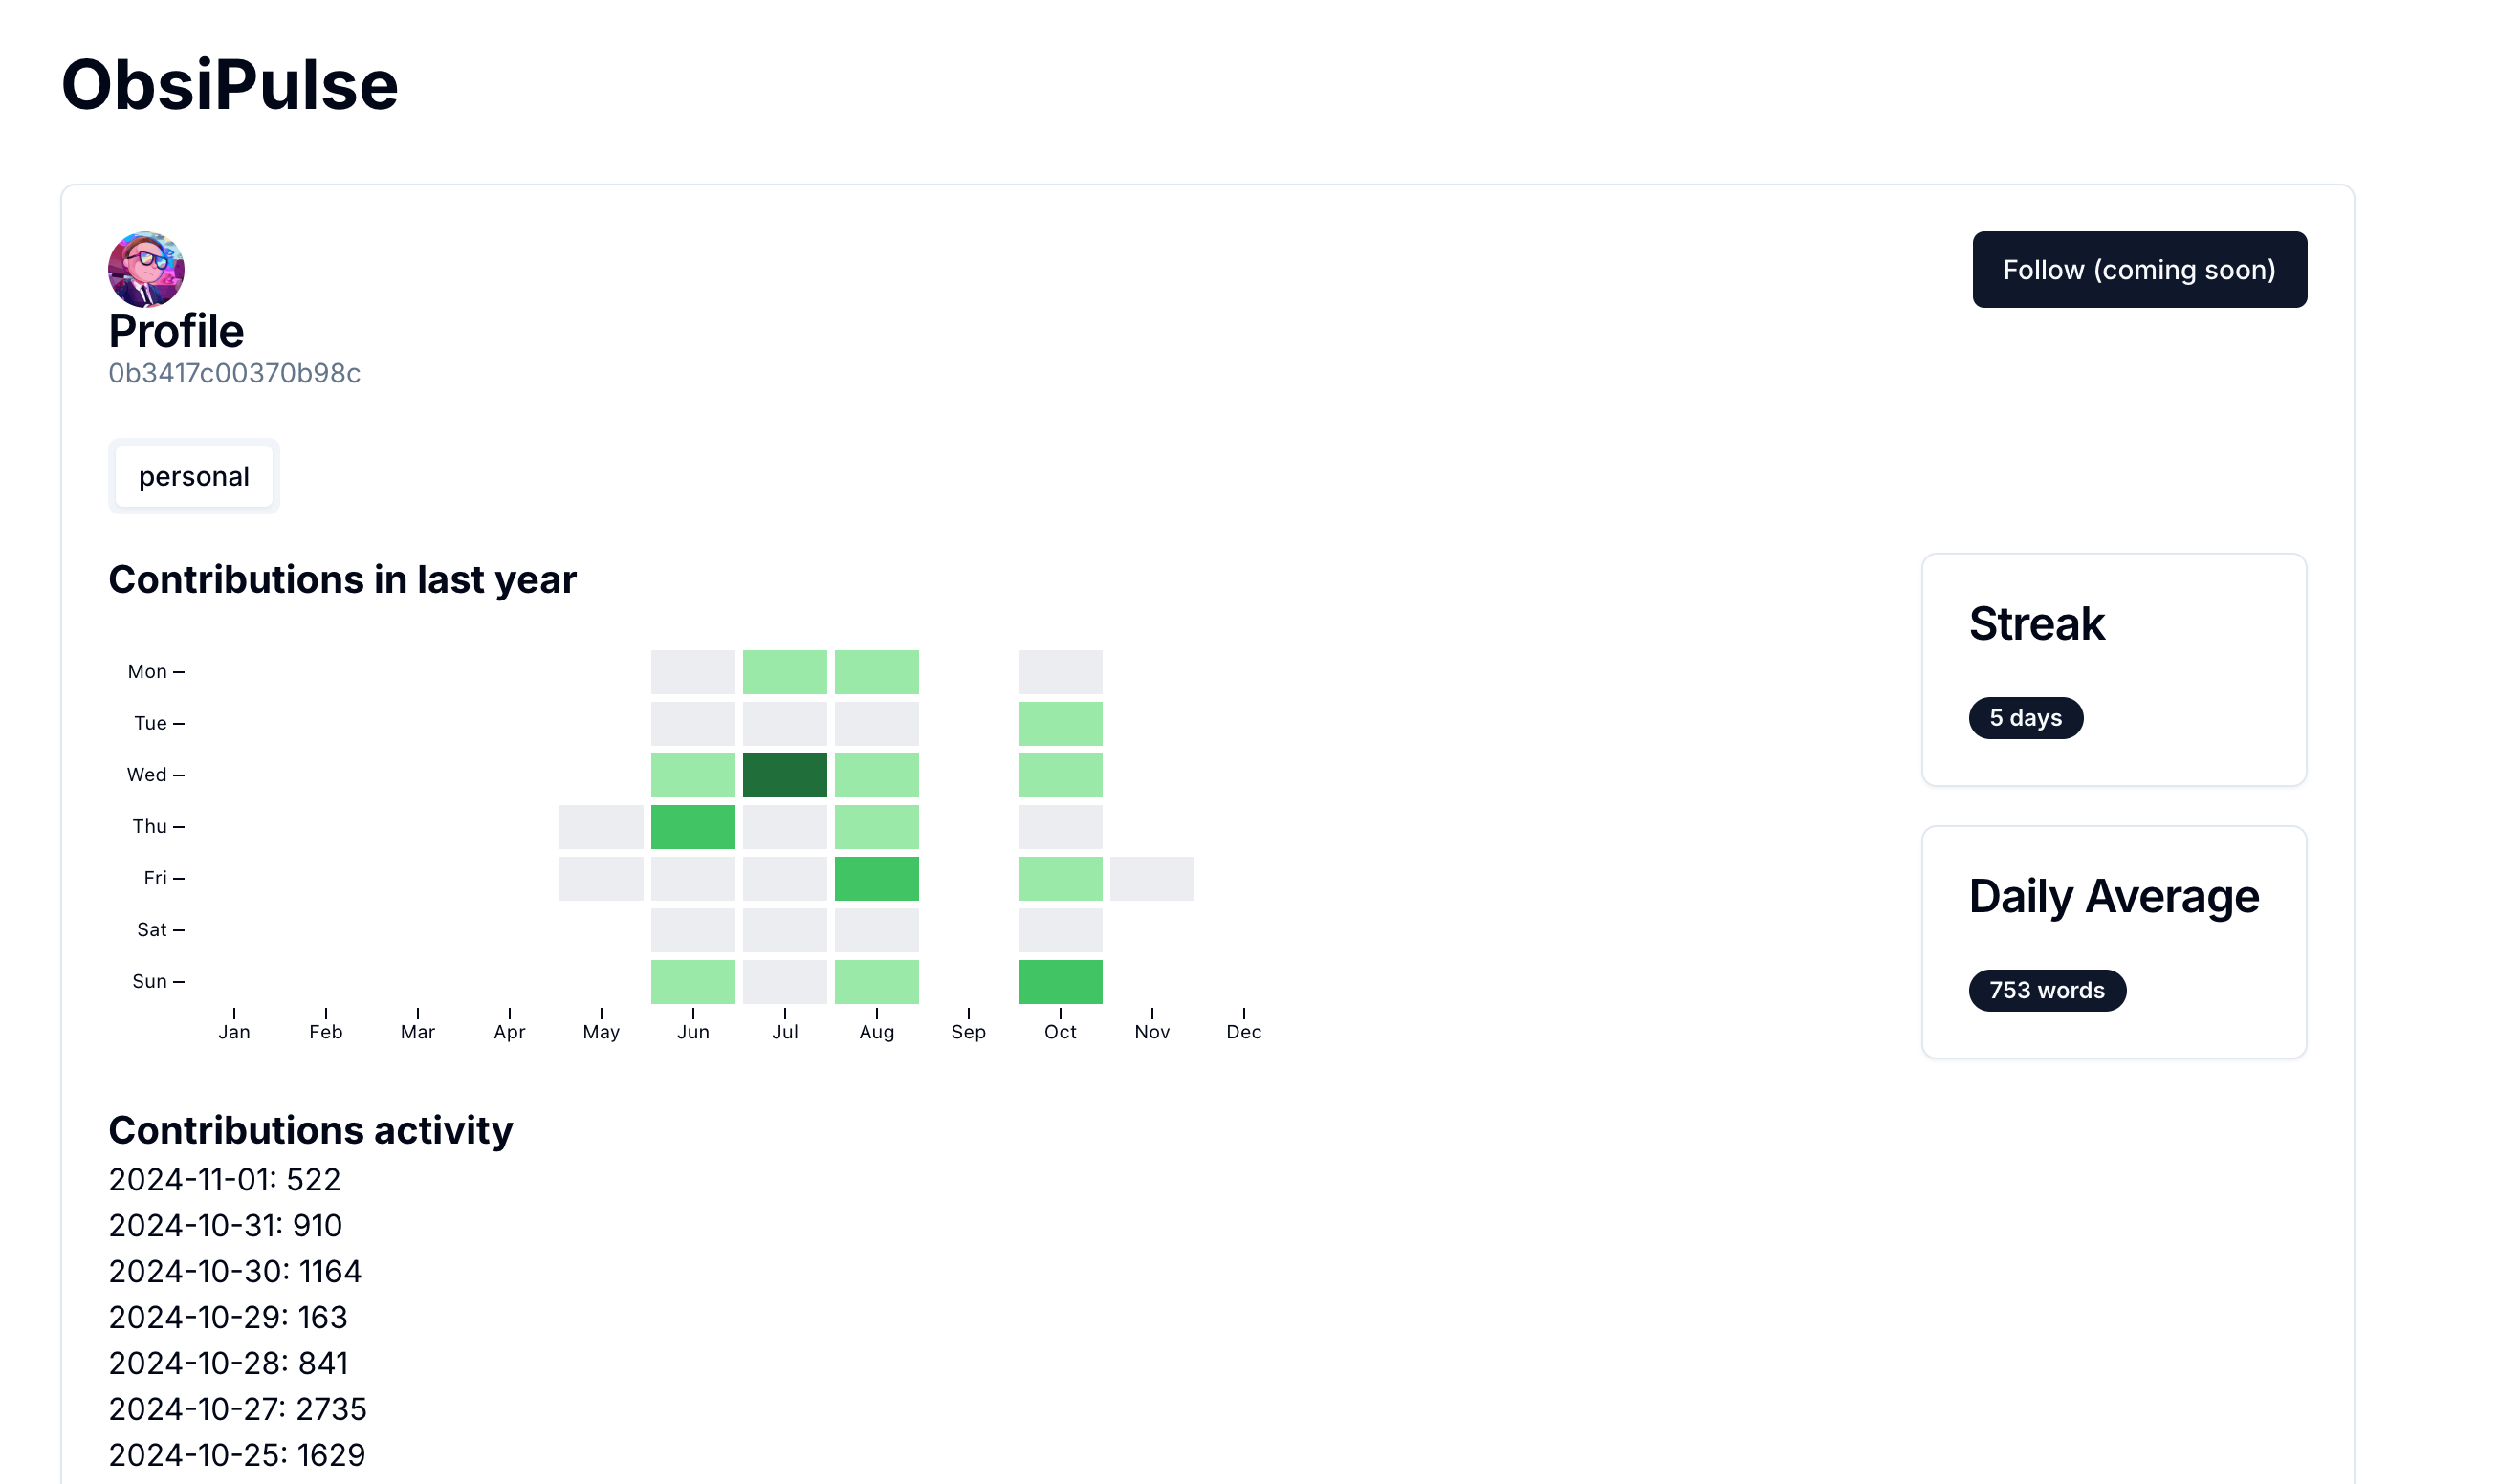 ObsiPulse
Follow (coming soon)
Profile
0b3417c00370b98c
personal
Contributions in last year
Mon
Tue
Wed
Thu
Fri
Sat
Sun
Jan Feb Mar Apr May Jun Jul Aug Sep Oct Nov Dec
Streak
5 days
Daily Average
753 words
Contributions activity
2024-11-01: 522
2024-10-31: 910
2024-10-30: 1164
2024-10-29: 163
2024-10-28: 841
2024-10-27: 2735
2024-10-25: 1629